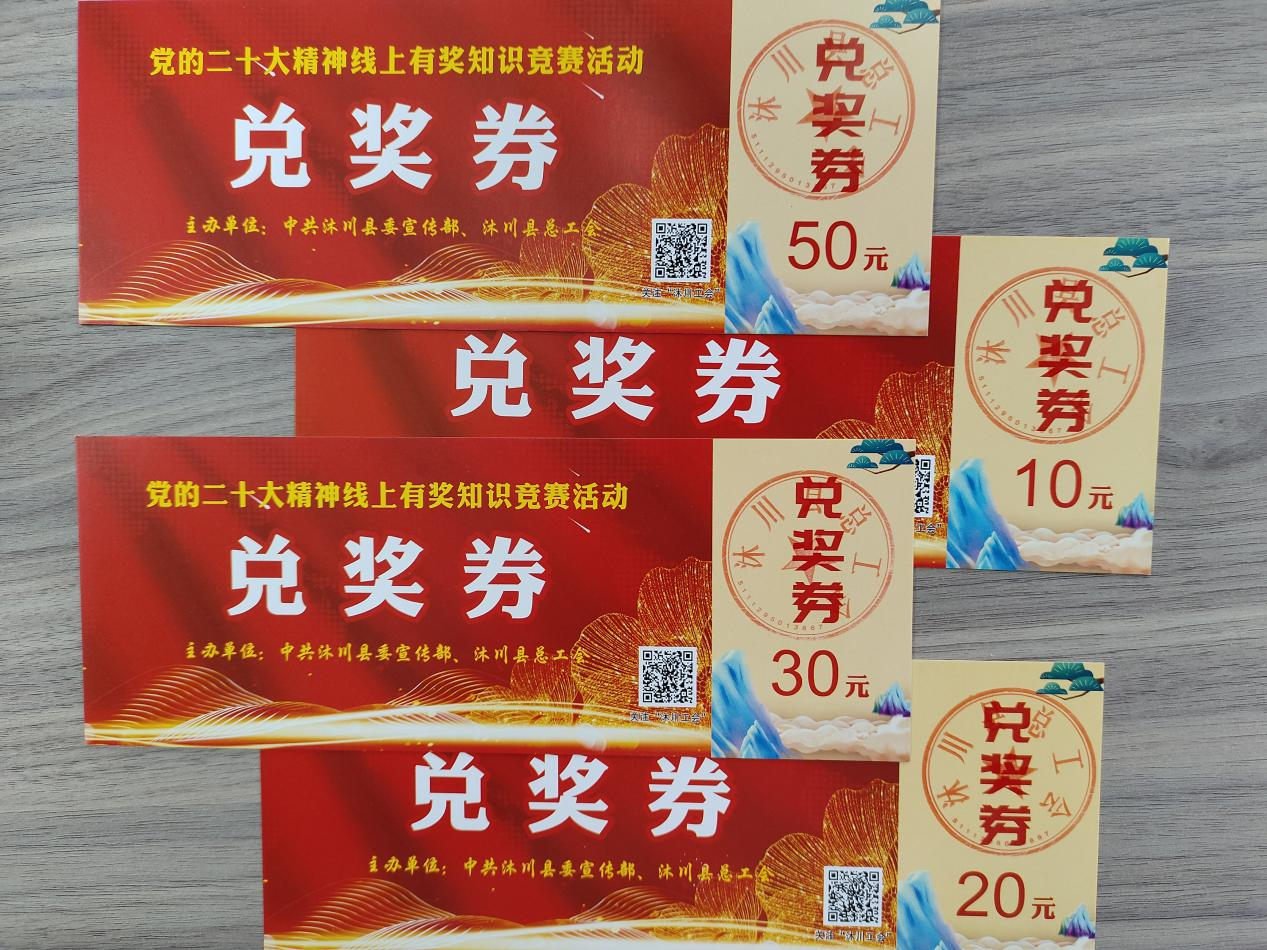 党的二十大精神线上有奖知识竞赛活动
兑奖券
主办单位：中共沐川县委宣传部、沐川县总工会
关注“沐川工会”
兑奖券
50元
兑奖券
工会”
兑奖券
10元
党的二十大精神线上有奖知识竞赛活动
兑奖券
主办单位：中共沐川县委宣传部、沐川县总工会
关注“沐川工会”
兑奖券
5111295013867
30元
兑奖券
主办单位：中共沐川县委宣传部、沐川县总工会
关注“沐川工会”
兑奖券
20元